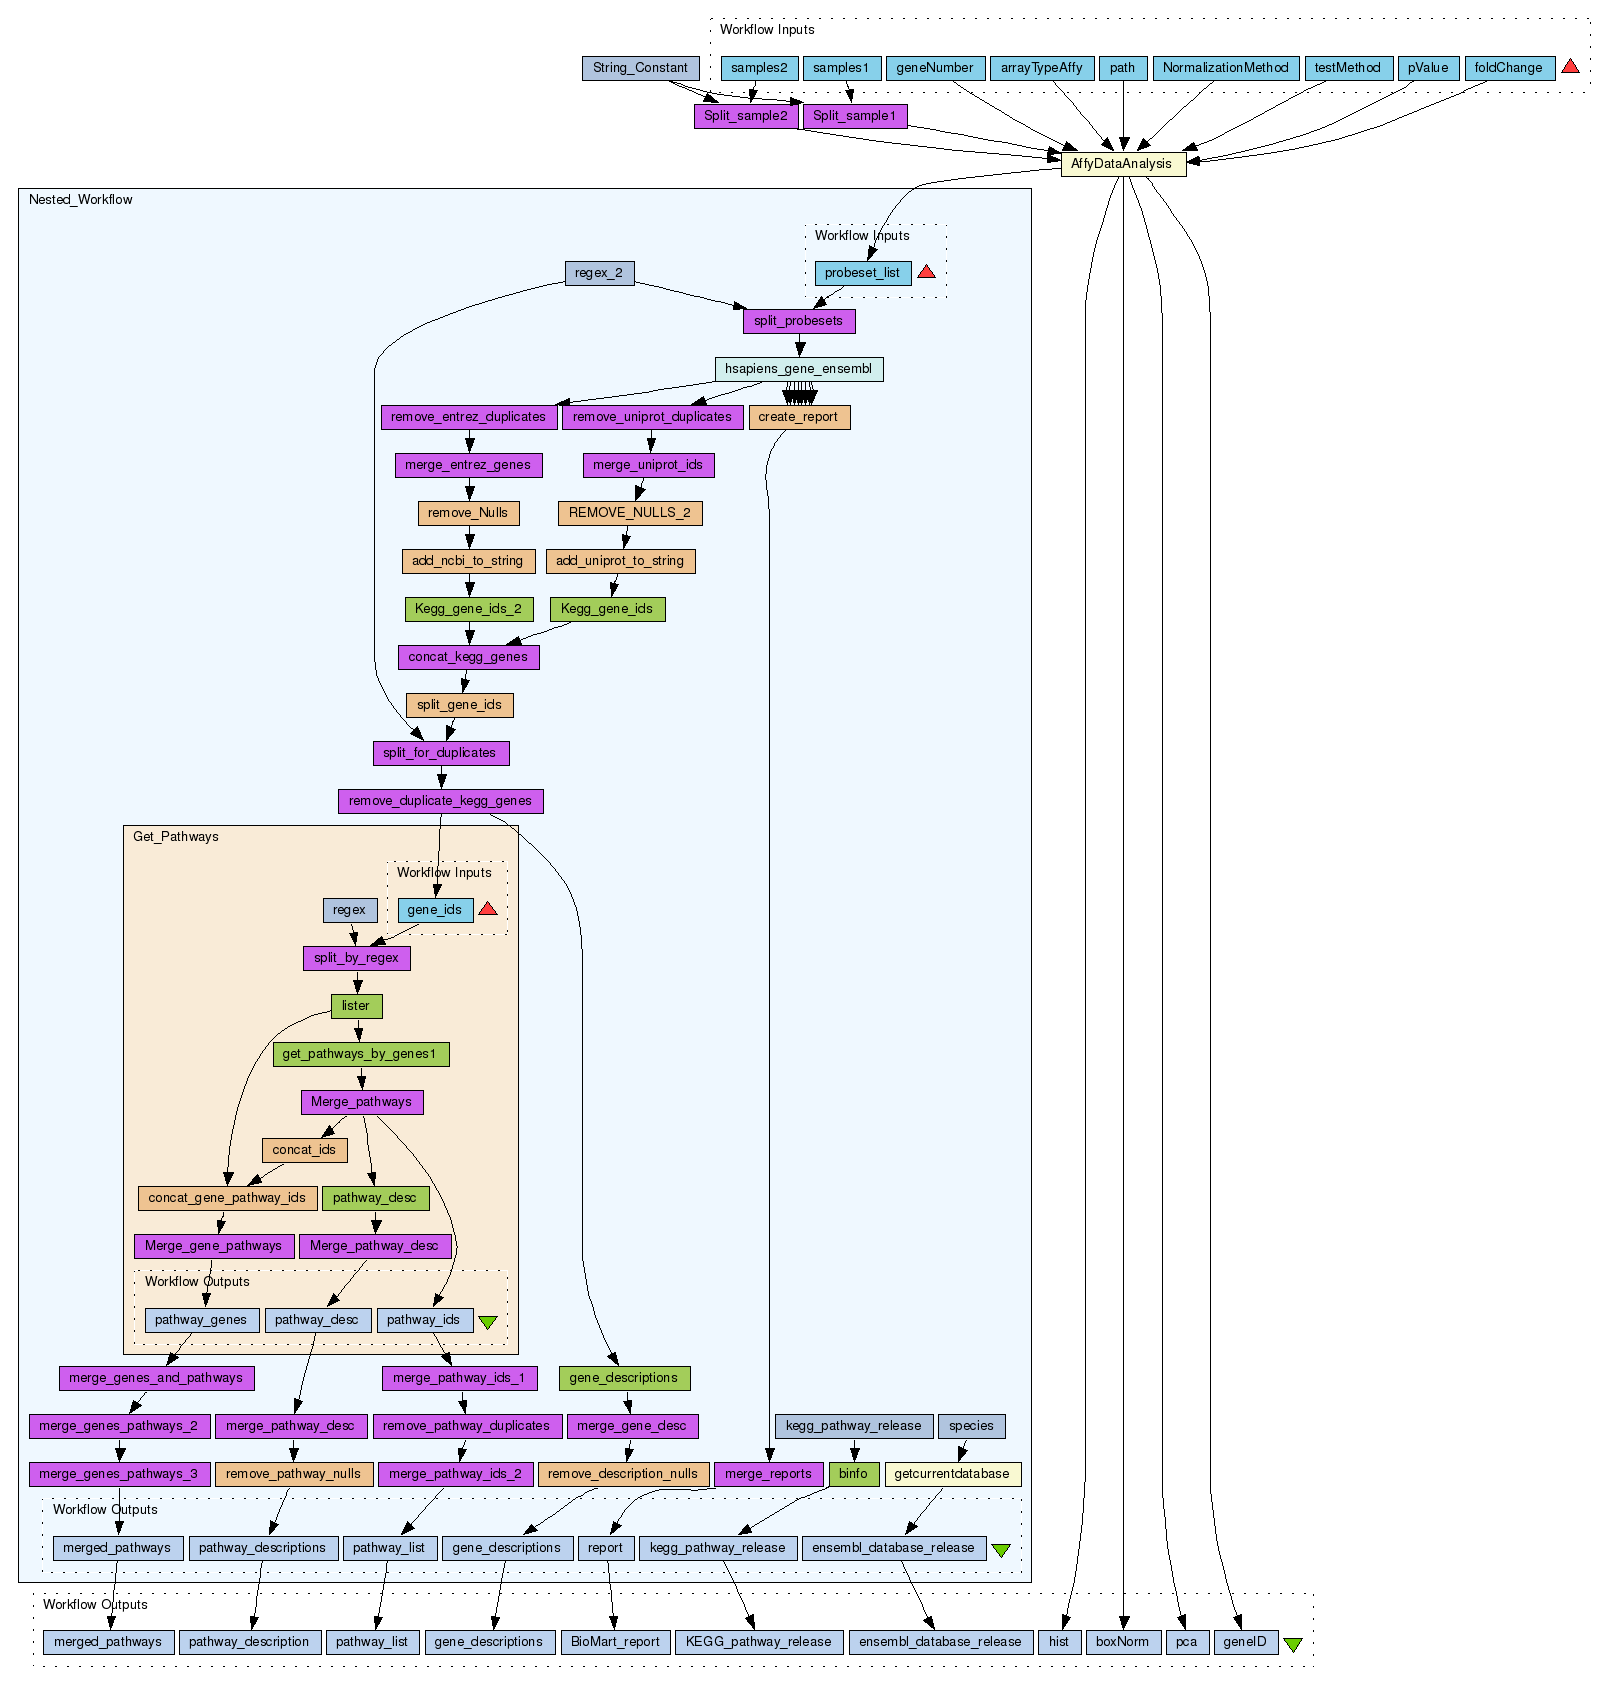 Workflow Inputs
String_Constant
samples2
samples1
geneNumber
arrayTypeAffy
path
NormalizationMethod
testMethod
pValue
foldChange
Split_sample2
Split_sample1
AffyDataAnalysis
Nested_Workflow
Workflow Inputs
regex_2
probeset_list
split_probesets
hsapiens_gene_ensembl
remove_entrez_duplicates
remove_uniprot_duplicates
create_report
merge_entrez_genes
merge_uniprot_ids
remove_Nulls
REMOVE_NULLS_2
add_ncbi_to_string
add_uniprot_to_string
Kegg_gene_ids_2
Kegg_gene_ids
concat_kegg_genes
split_gene_ids
split_for_duplicates
remove_duplicate_kegg_genes
Get_Pathways
Workflow Inputs
regex
gene_ids
split_by_regex
lister
get_pathways_by_genes1
Merge_pathways
concat_ids
concat_gene_pathway_ids
pathway_desc
Merge_gene_pathways
Merge_pathway_desc
Workflow Outputs
pathway_genes
pathway_desc
pathway_ids
merge_genes_and_pathways
merge_pathway_ids_1
gene_descriptions
merge_genes_pathways_2
merge_pathway_desc
remove_pathway_duplicates
merge_gene_desc
kegg_pathway_release
species
merge_genes_pathways_3
remove_pathway_nulls
merge_pathway_ids_2
remove_description_nulls
merge_reports
binfo
getcurrentdatabase
Workflow Outputs
merged_pathways
pathway_descriptions
pathway_list
gene_descriptions
report
kegg_pathway_release
ensembl_database_release
Workflow Outputs
merged_pathways
pathway_description
pathway_list
gene_descriptions
BioMart_report
KEGG_pathway_release
ensembl_database_release
hist
boxNorm
pca
geneID